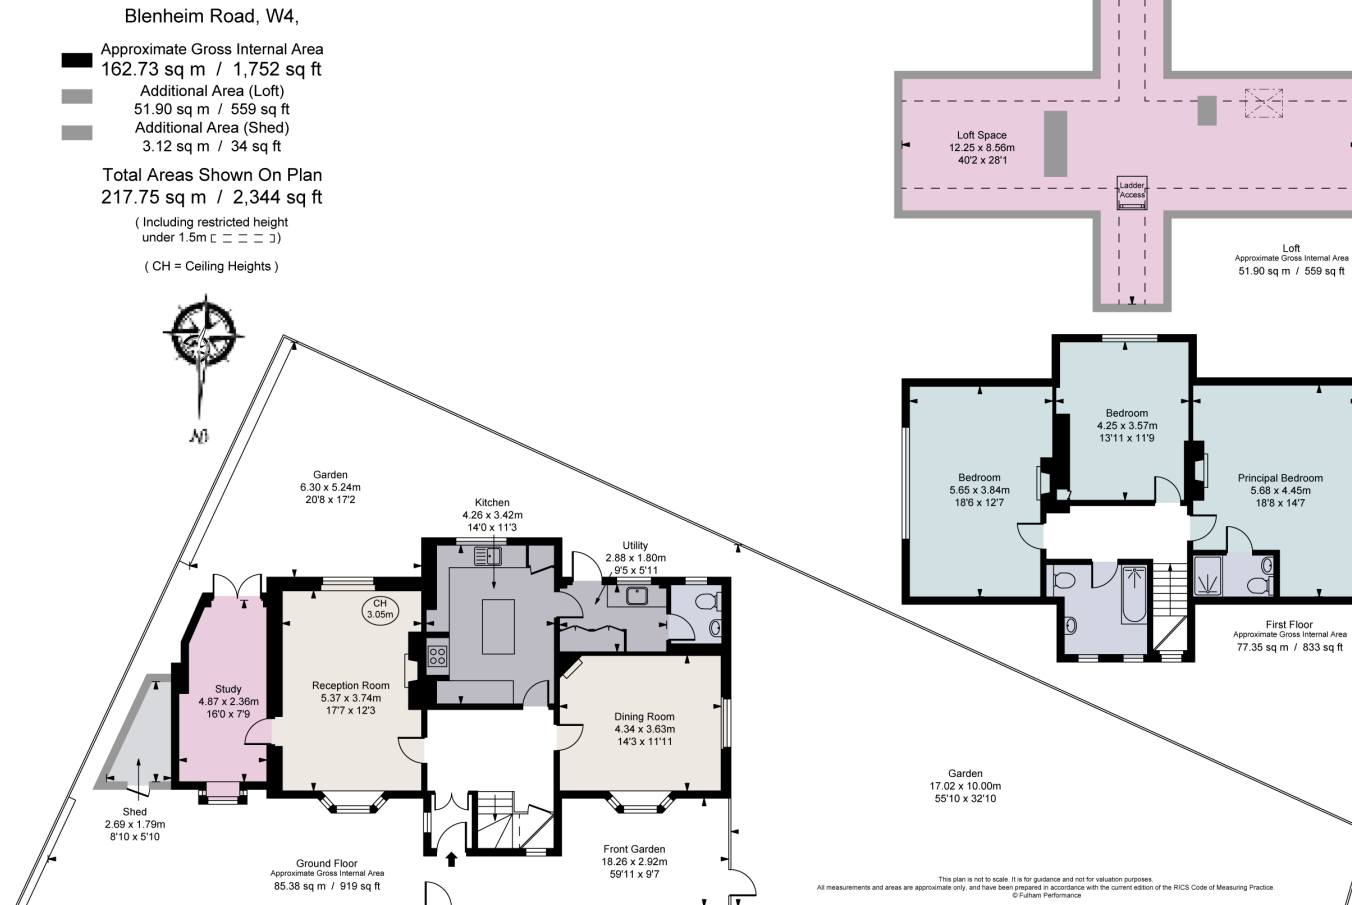 Blenheim Road, W4,
Approximate Gross Internal Area
162.73 sq m / 1,752 sq ft
Additional Area (Loft)
51.90 sq m / 559 sq ft
Additional Area (Shed)
3.12 sq m / 34 sq ft
Total Areas Shown On Plan
217.75 sq m / 2,344 sq ft
( Including restricted height
under 1.5m )
( CH = Ceiling Heights )
Loft Space
12.25 x 8.56m
40'2 x 28'1
Ladder
Access
Loft
Approximate Gross Internal Area
51.90 sq m / 559 sq ft
Bedroom
4.25 x 3.57m
13'11 x 11'9
Bedroom
5.65 x 3.84m
18'6 x 12'7
Principal Bedroom
5.68 x 4.45m
18'8 x 14'7
First Floor
Approximate Gross Internal Area
77.35 sq m / 833 sq ft
Garden
6.30 x 5.24m
20'8 x 17'2
Kitchen
4.26 x 3.42m
14'0 x 11'3
Utility
2.88 x 1.80m
9'5 x 5'11
CH
3.05m
Study
4.87 x 2.36m
16'0 x 7'9
Reception Room
5.37 x 3.74m
17'7 x 12'3
Dining Room
4.34 x 3.63m
14'3 x 11'11
Garden
17.02 x 10.00m
55'10 x 32'10
Shed
2.69 x 1.79m
8'10 x 5'10
Ground Floor
Approximate Gross Internal Area
85.38 sq m / 919 sq ft
Front Garden
18.26 x 2.92m
59'11 x 9'7
This plan is not to scale. It is for guidance and not for valuation purposes.
All measurements and areas are approximate only, and have been prepared in accordance with the current edition of the RICS Code of Measuring Practice.
© Fulham Performance